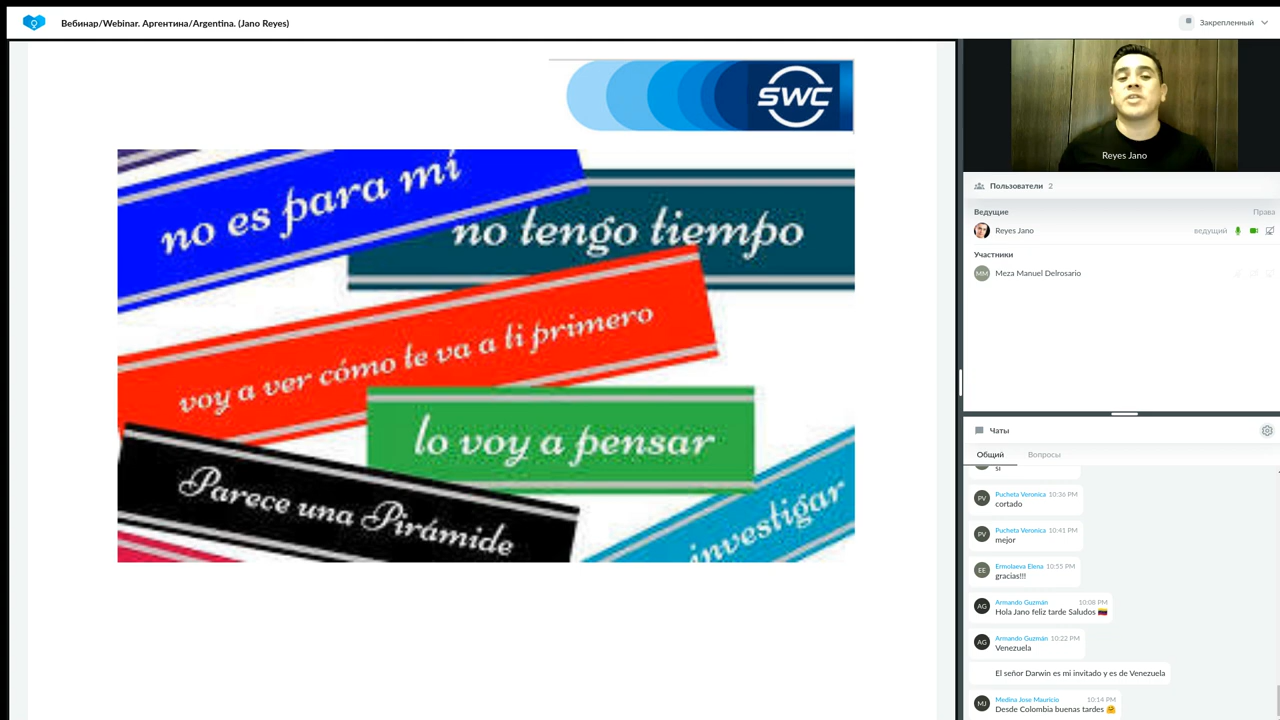 Вебинар/Webinar. Аргентина/Argentina. (Jano Reyes)
Закрепленный
SWC
no es para mí
no tengo tiempo
voy a ver cómo te va a ti primero
lo voy a pensar
Parece una Pirámide
investigar
Reyes Jano
Пользователи 2
Ведущие
Права
Reyes Jano
ведущий
Участники
MM
Meza Manuel Delrosario
Чаты
Общий
Вопросы
si
PV
Pucheta Veronica 10:36 PM
cortado
PV
Pucheta Veronica 10:41 PM
mejor
EE
Ermolaeva Elena 10:55 PM
gracias!!!
AG
Armando Guzmán 10:08 PM
Hola Jano feliz tarde Saludos 🇻🇪
AG
Armando Guzmán 10:22 PM
Venezuela
El señor Darwin es mi invitado y es de Venezuela
MJ
Medina Jose Mauricio 10:14 PM
Desde Colombia buenas tardes 🤗